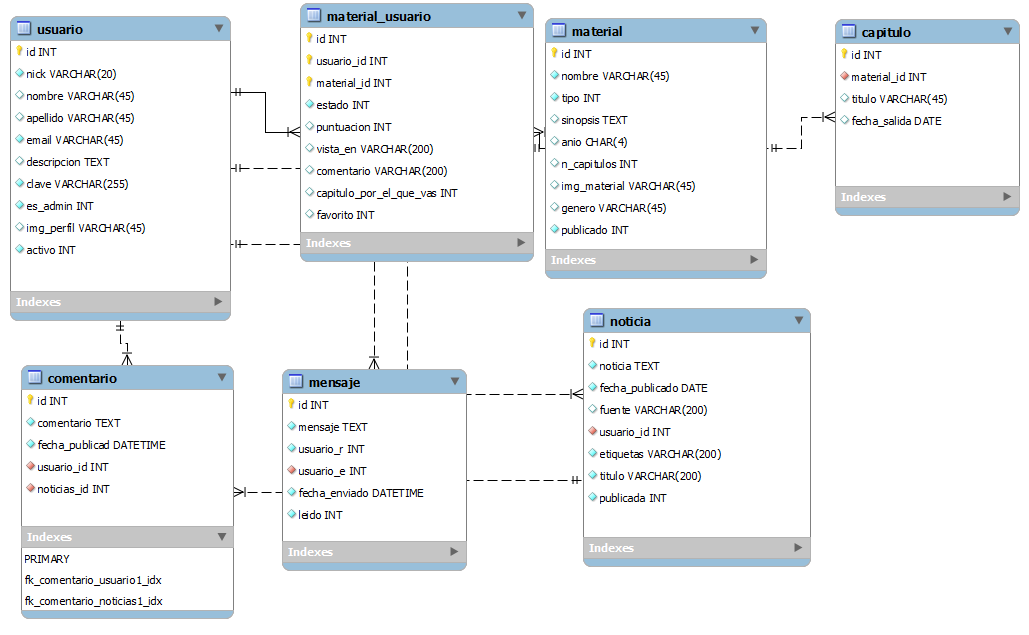 usuario
id INT
nick VARCHAR(20)
nombre VARCHAR(45)
apellido VARCHAR(45)
email VARCHAR(45)
descripcion TEXT
clave VARCHAR(255)
es_admin INT
img_perfil VARCHAR(45)
activo INT
Indexes
material_usuario
id INT
usuario_id INT
material_id INT
estado INT
puntuacion INT
vista_en VARCHAR(200)
comentario VARCHAR(200)
capitulo_por_el_que_vas INT
favorito INT
Indexes
material
id INT
nombre VARCHAR(45)
tipo INT
sinopsis TEXT
anio CHAR(4)
n_capitulos INT
img_material VARCHAR(45)
genero VARCHAR(45)
publicado INT
Indexes
capitulo
id INT
material_id INT
titulo VARCHAR(45)
fecha_salida DATE
Indexes
comentario
id INT
comentario TEXT
fecha_publicad DATETIME
usuario_id INT
noticias_id INT
Indexes
PRIMARY
fk_comentario_usuario1_idx
fk_comentario_noticias1_idx
mensaje
id INT
mensaje TEXT
usuario_r INT
usuario_e INT
fecha_enviado DATETIME
leido INT
Indexes
noticia
id INT
noticia TEXT
fecha_publicado DATE
fuente VARCHAR(200)
usuario_id INT
etiquetas VARCHAR(200)
titulo VARCHAR(200)
publicada INT
Indexes